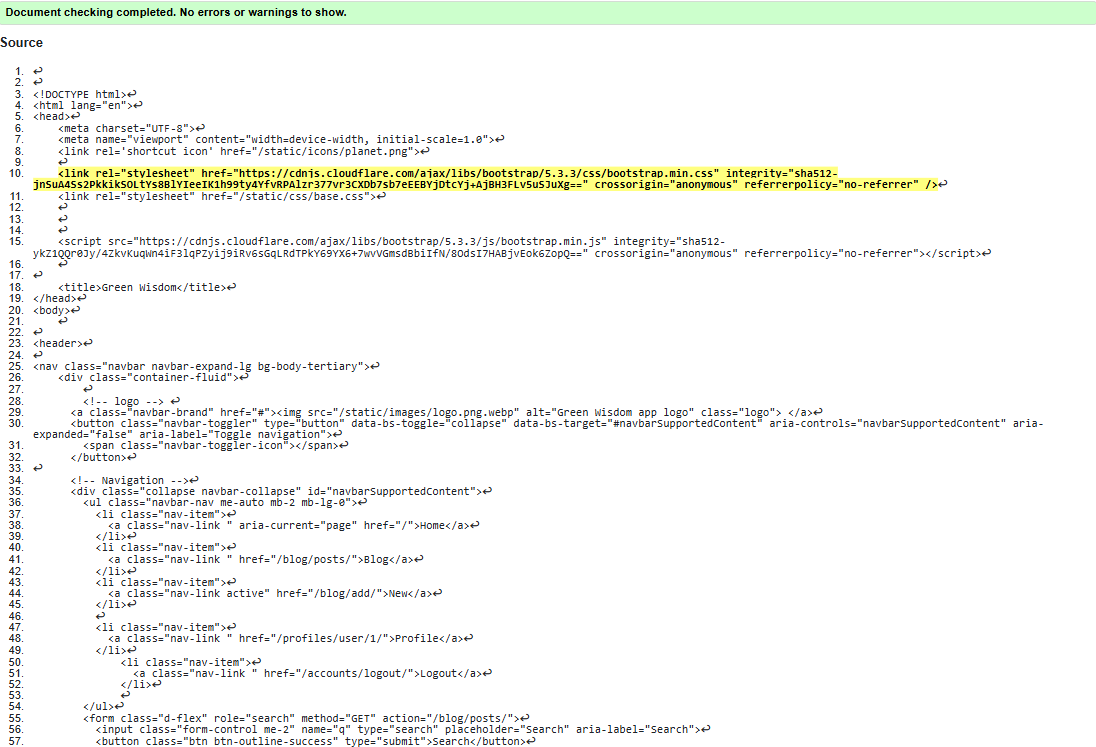 Document checking completed. No errors or warnings to show.
Source
1. ↩
2. ↩
3. <!DOCTYPE html>↩
4. <html lang="en">↩
5. <head>↩
6.     <meta charset="UTF-8">↩
7.     <meta name="viewport" content="width=device-width, initial-scale=1.0">↩
8.     <link rel='shortcut icon' href="/static/icons/planet.png">↩
9.     ↩
10.     <link rel="stylesheet" href="https://cdnjs.cloudflare.com/ajax/libs/bootstrap/5.3.3/css/bootstrap.min.css" integrity="sha512-
jnSuA4Ss2PkkikSOLtYs8BlYIeeIK1h99ty4YfvRPAlzr377vr3CXDb7sb7eEEBYjDtcYj+AjBH3FLv5uSJuXg==" crossorigin="anonymous" referrerpolicy="no-referrer" />↩
11.     <link rel="stylesheet" href="/static/css/base.css">↩
12.     ↩
13.     ↩
14.     ↩
15.     <script src="https://cdnjs.cloudflare.com/ajax/libs/bootstrap/5.3.3/js/bootstrap.min.js" integrity="sha512-
ykZ1QQr0Jy/4ZkvKuqWn4iF3lqPZyij9iRv6sGqLRdTPkY69YX6+7wvVGmsdBbiIfN/8OdsI7HABjvEok6ZopQ==" crossorigin="anonymous" referrerpolicy="no-referrer"></script>↩
16.     ↩
17. ↩
18.     <title>Green Wisdom</title>↩
19. </head>↩
20. <body>↩
21.     ↩
22. ↩
23. <header>↩
24. ↩
25. <nav class="navbar navbar-expand-lg bg-body-tertiary">↩
26.     <div class="container-fluid">↩
27.         ↩
28.         <!-- logo --> ↩
29.       <a class="navbar-brand" href="#"><img src="/static/images/logo.png.webp" alt="Green Wisdom app logo" class="logo"> </a>↩
30.       <button class="navbar-toggler" type="button" data-bs-toggle="collapse" data-bs-target="#navbarSupportedContent" aria-controls="navbarSupportedContent" aria-
expanded="false" aria-label="Toggle navigation">↩
31.         <span class="navbar-toggler-icon"></span>↩
32.       </button>↩
33. ↩
34.       <!-- Navigation -->↩
35.       <div class="collapse navbar-collapse" id="navbarSupportedContent">↩
36.         <ul class="navbar-nav me-auto mb-2 mb-lg-0">↩
37.           <li class="nav-item">↩
38.             <a class="nav-link " aria-current="page" href="/">Home</a>↩
39.           </li>↩
40.           <li class="nav-item">↩
41.             <a class="nav-link " href="/blog/posts/">Blog</a>↩
42.           </li>↩
43.           <li class="nav-item">↩
44.             <a class="nav-link active" href="/blog/add/">New</a>↩
45.           </li>↩
46.           ↩
47.           <li class="nav-item">↩
48.             <a class="nav-link " href="/profiles/user/1/">Profile</a>↩
49.           </li>↩
50.               <li class="nav-item">↩
51.                 <a class="nav-link " href="/accounts/logout/">Logout</a>↩
52.               </li>↩
53.               ↩
54.         </ul>↩
55.         <form class="d-flex" role="search" method="GET" action="/blog/posts/">↩
56.           <input class="form-control me-2" name="q" type="search" placeholder="Search" aria-label="Search">↩
57.           <button class="btn btn-outline-success" type="submit">Search</button>↩